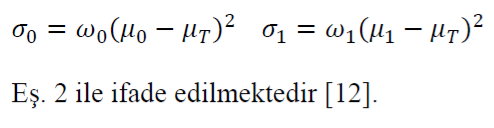 σ₀ = ω₀(μ₀ − μ_T)² σ₁ = ω₁(μ₁ − μ_T)²
Eş. 2 ile ifade edilmektedir [12].